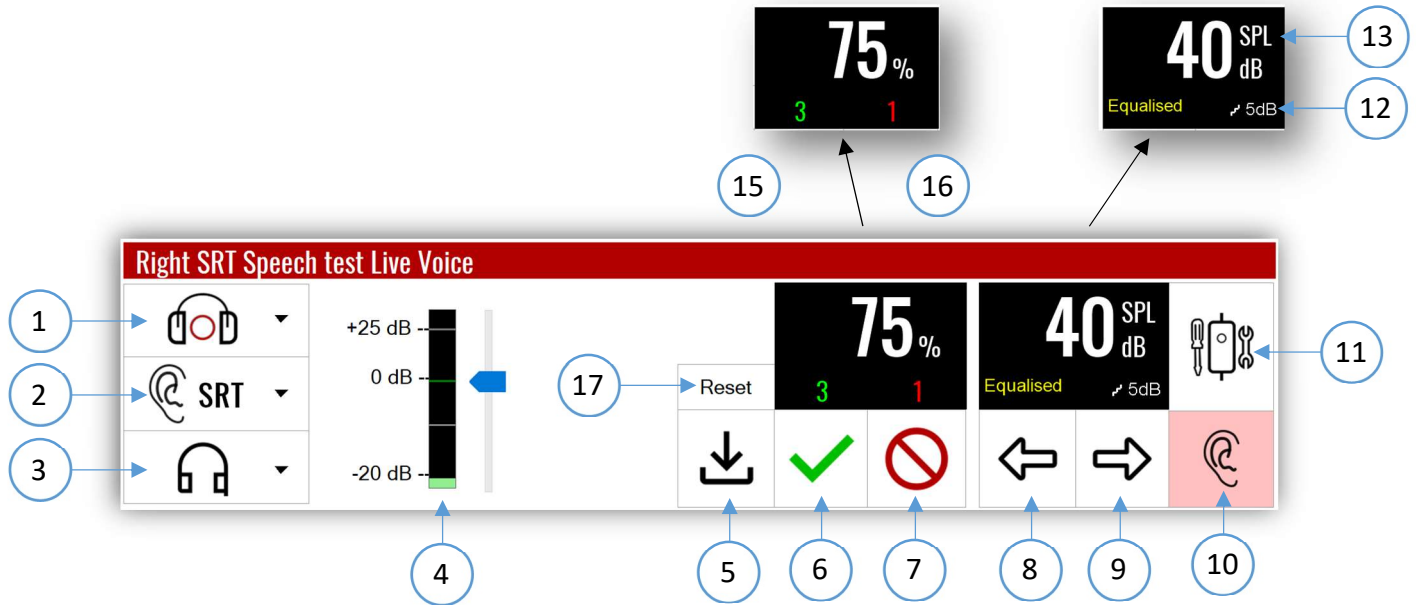 75 %
3 1
40 SPL dB
Equalised 5dB
13
12
15
16
Right SRT Speech test Live Voice
1
2
SRT
3
+25 dB
0 dB
-20 dB
17
Reset
75 %
3 1
40 SPL dB
Equalised 5dB
11
4
5
6
7
8
9
10